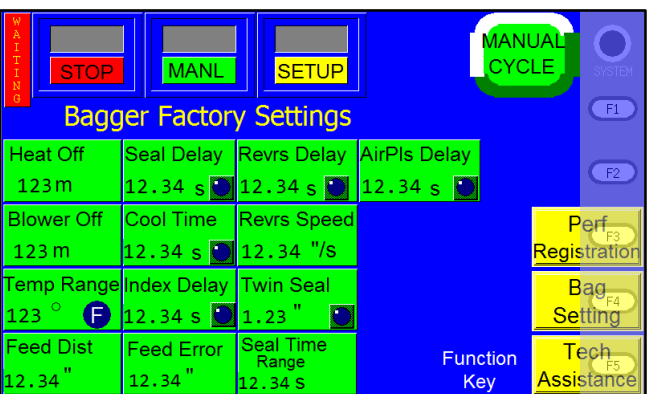 WAITING
STOP
MANL
SETUP
MANUAL
CYCLE
SYSTEM
F1
Bagger Factory Settings
Heat Off
123 m
Seal Delay
12.34 s
Revrs Delay
12.34 s
AirPls Delay
12.34 s
F2
Blower Off
123 m
Cool Time
12.34 s
Revrs Speed
12.34 "/s
Perf
Registration
F3
Temp Range
123 ° F
Index Delay
12.34 s
Twin Seal
1.23 "
Bag
Setting
F4
Feed Dist
12.34 "
Feed Error
12.34 "
Seal Time
Range
12.34 s
Function
Key
Tech
Assistance
F5